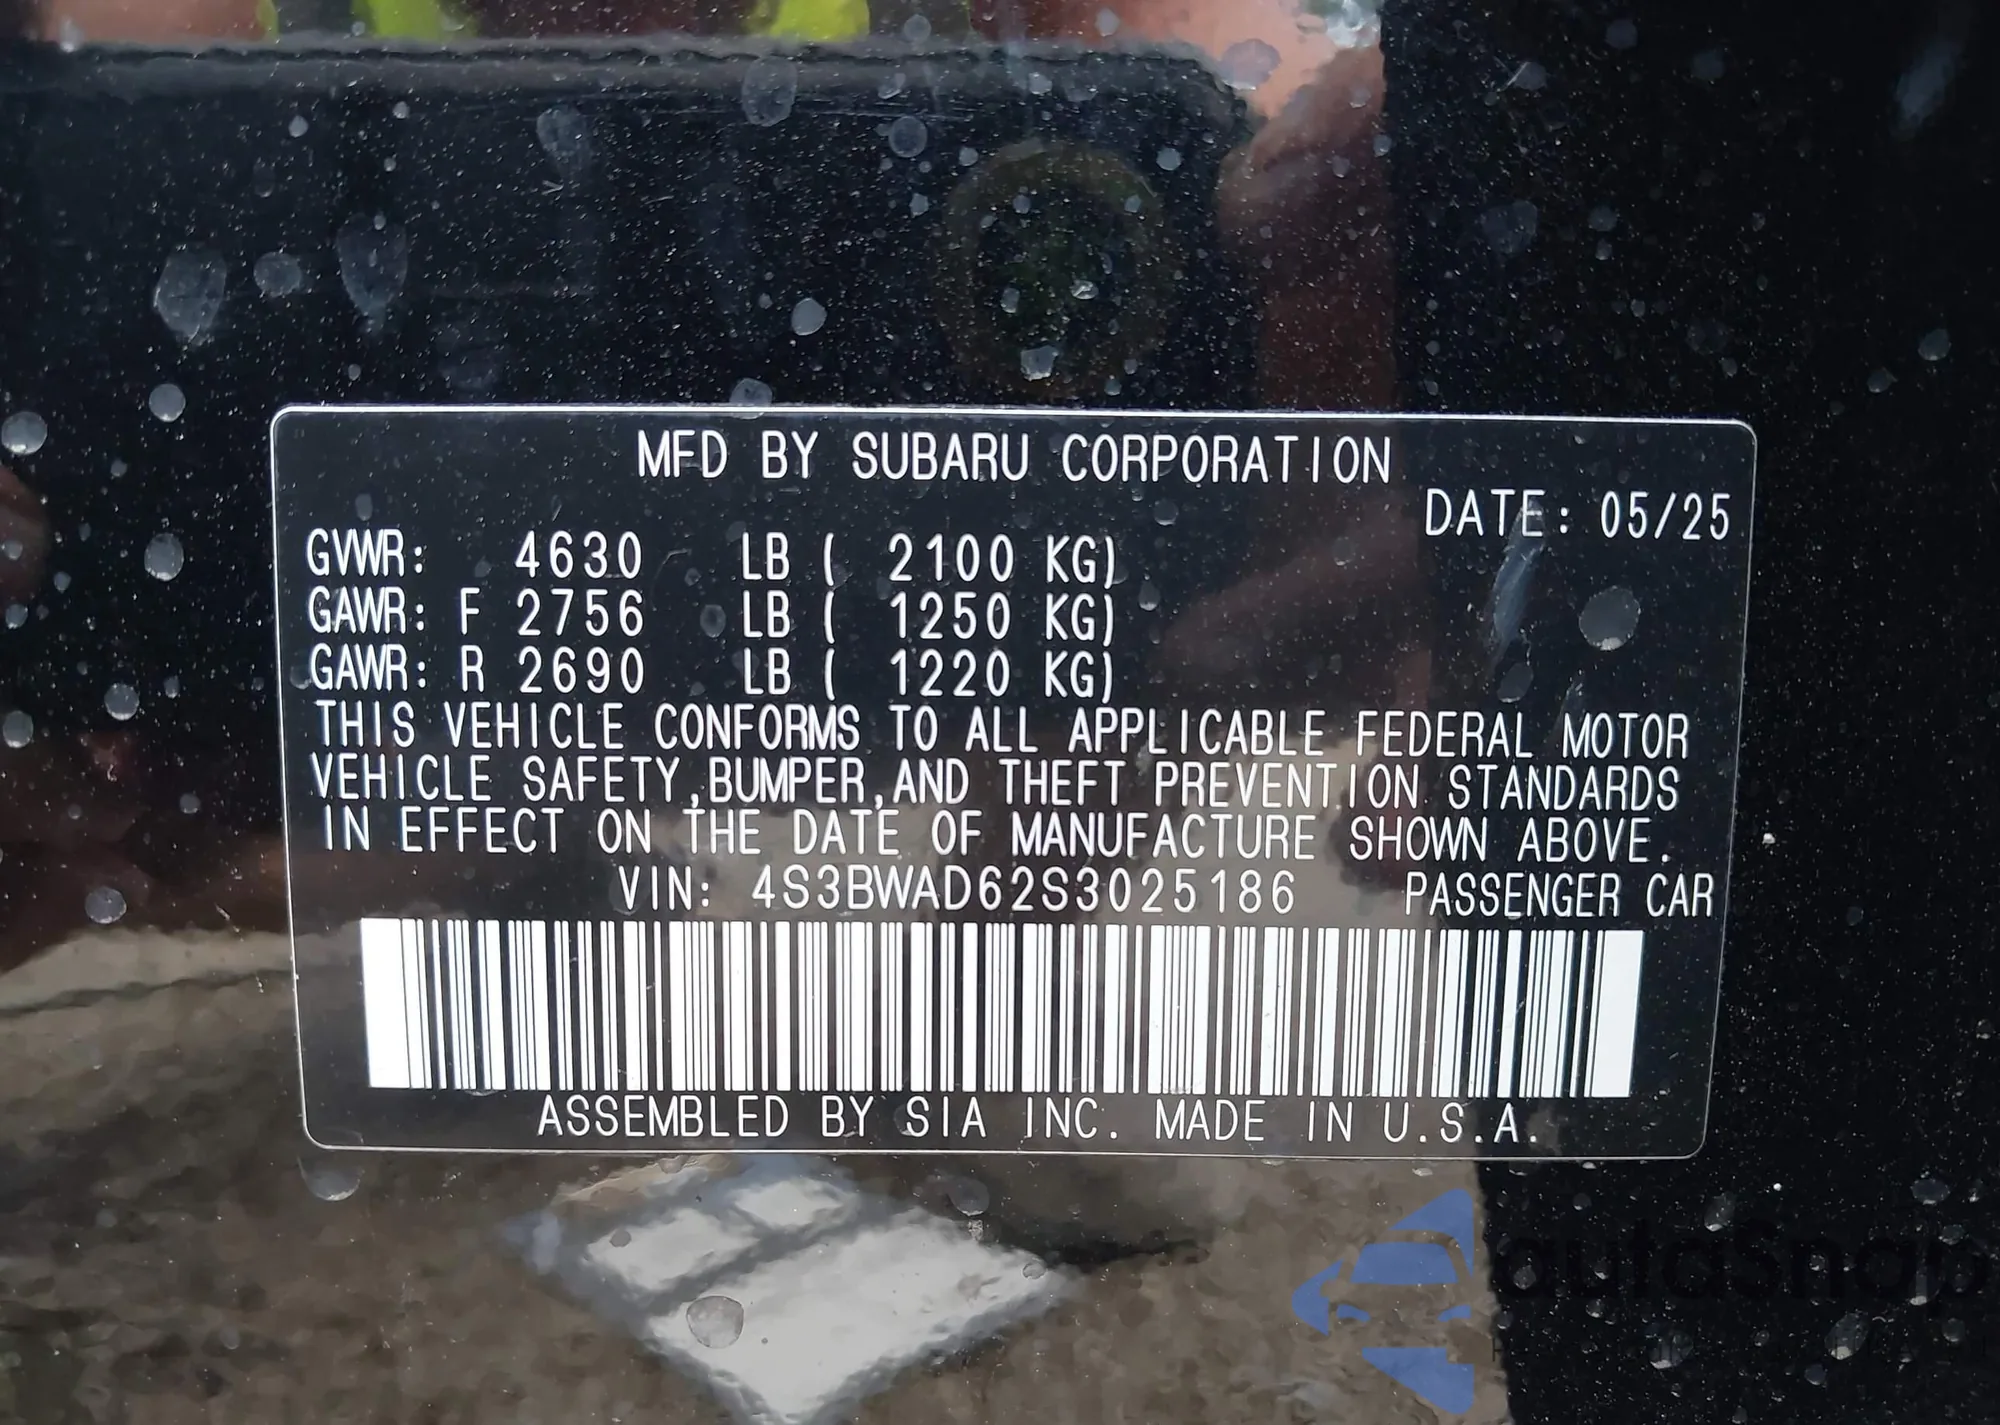 MFD BY SUBARU CORPORATION
DATE: 05/25
GVWR: 4630 LB ( 2100 KG)
GAWR: F 2756 LB ( 1250 KG)
GAWR: R 2690 LB ( 1220 KG)
THIS VEHICLE CONFORMS TO ALL APPLICABLE FEDERAL MOTOR
VEHICLE SAFETY,BUMPER,AND THEFT PREVENTION STANDARDS
IN EFFECT ON THE DATE OF MANUFACTURE SHOWN ABOVE.
VIN: 4S3BWAD62S3025186 PASSENGER CAR
ASSEMBLED BY SIA INC. MADE IN U.S.A.
autosnap